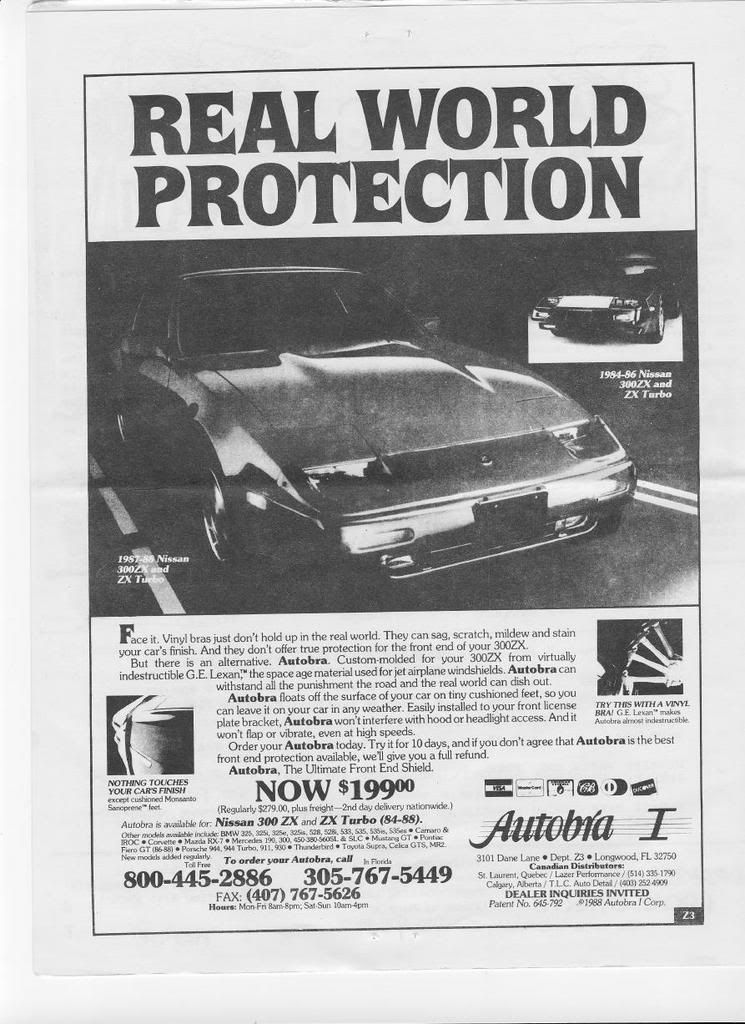 REAL WORLD
PROTECTION
1984-86 Nissan
300ZX and
ZX Turbo
1987-88 Nissan
300ZX and
ZX Turbo
Face it. Vinyl bras just don't hold up in the real world. They can sag, scratch, mildew and stain
your car's finish. And they don't offer true protection for the front end of your 300ZX.
But there is an alternative. Autobra. Custom-molded for your 300ZX from virtually
indestructible G.E. Lexan,™ the space age material used for jet airplane windshields. Autobra can
withstand all the punishment the road and the real world can dish out.
Autobra floats off the surface of your car on tiny cushioned feet, so you
can leave it on your car in any weather. Easily installed to your front license
plate bracket, Autobra won't interfere with hood or headlight access. And it
won't flap or vibrate, even at high speeds.
Order your Autobra today. Try it for 10 days, and if you don't agree that Autobra is the best
front end protection available, we'll give you a full refund.
Autobra, The Ultimate Front End Shield.
TRY THIS WITH A VINYL
BRA! G.E. Lexan™ makes
Autobra almost indestructible.
NOTHING TOUCHES
YOUR CAR'S FINISH
except cushioned Monsanto
Sanoprene™ feet.
NOW $19900
(Regularly $279.00, plus freight—2nd day delivery nationwide.)
Autobra is available for: Nissan 300 ZX and ZX Turbo (84-88).
Other models available include: BMW 325, 325i, 325e, 325is, 528, 528i, 533, 535, 535i, 535es • Camaro &
IROC • Corvette • Mazda RX-7 • Mercedes 190, 300, 450-380-560SL & SLC • Mustang GT • Pontiac
Fiero GT (86-88) • Porsche 944, 944 Turbo, 911, 930 • Thunderbird • Toyota Supra, Celica GTS, MR2.
New models added regularly.
To order your Autobra, call
Toll Free
In Florida
800-445-2886 305-767-5449
FAX: (407) 767-5626
Hours: Mon-Fri 8am-8pm; Sat-Sun 10am-4pm
VISA
MasterCard
DISCOVER
Autobra I
3101 Dane Lane • Dept. Z3 • Longwood, FL 32750
Canadian Distributors:
St. Laurent, Quebec / Lazer Performance / (514) 335-1790
Calgary, Alberta / T.L.C. Auto Detail / (403) 252-4909
DEALER INQUIRIES INVITED
Patent No. 645-792 ©1988 Autobra I Corp.
Z3